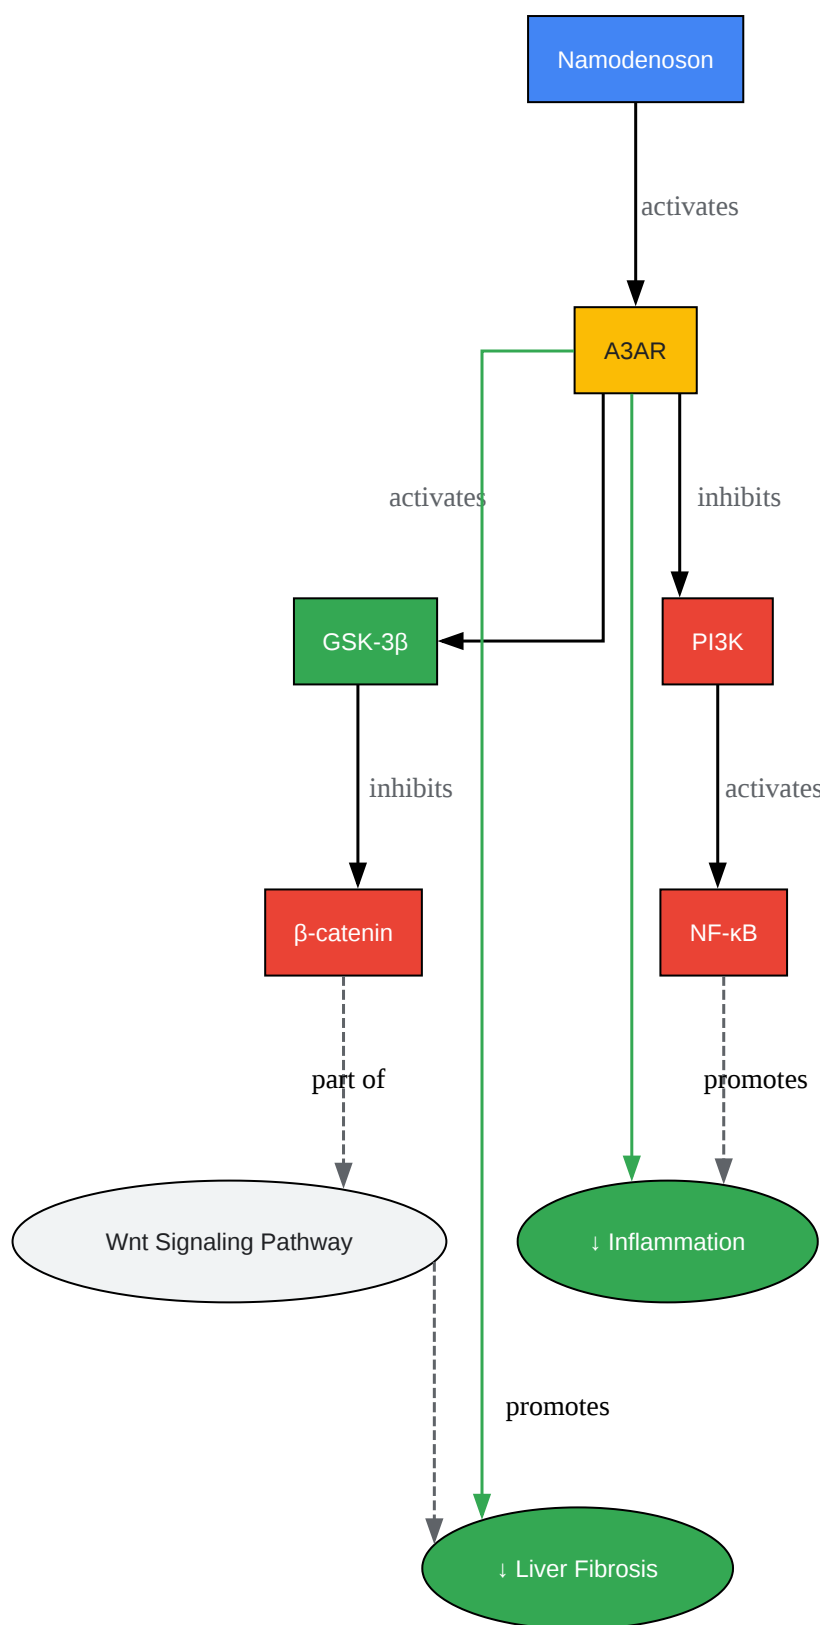 Namodenoson
activates
A3AR
activates
inhibits
GSK-3β
PI3K
inhibits
activates
β-catenin
NF-κB
part of
promotes
Wnt Signaling Pathway
↓ Inflammation
promotes
↓ Liver Fibrosis